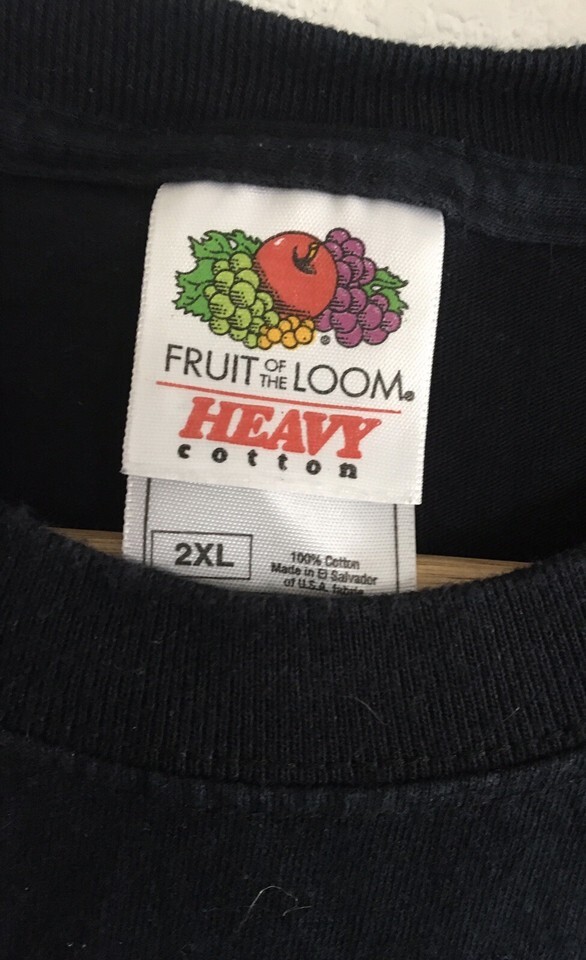 FRUIT OF THE LOOM®
HEAVY
cotton
2XL
100% Cotton
Made in El Salvador
of U.S.A. fabric